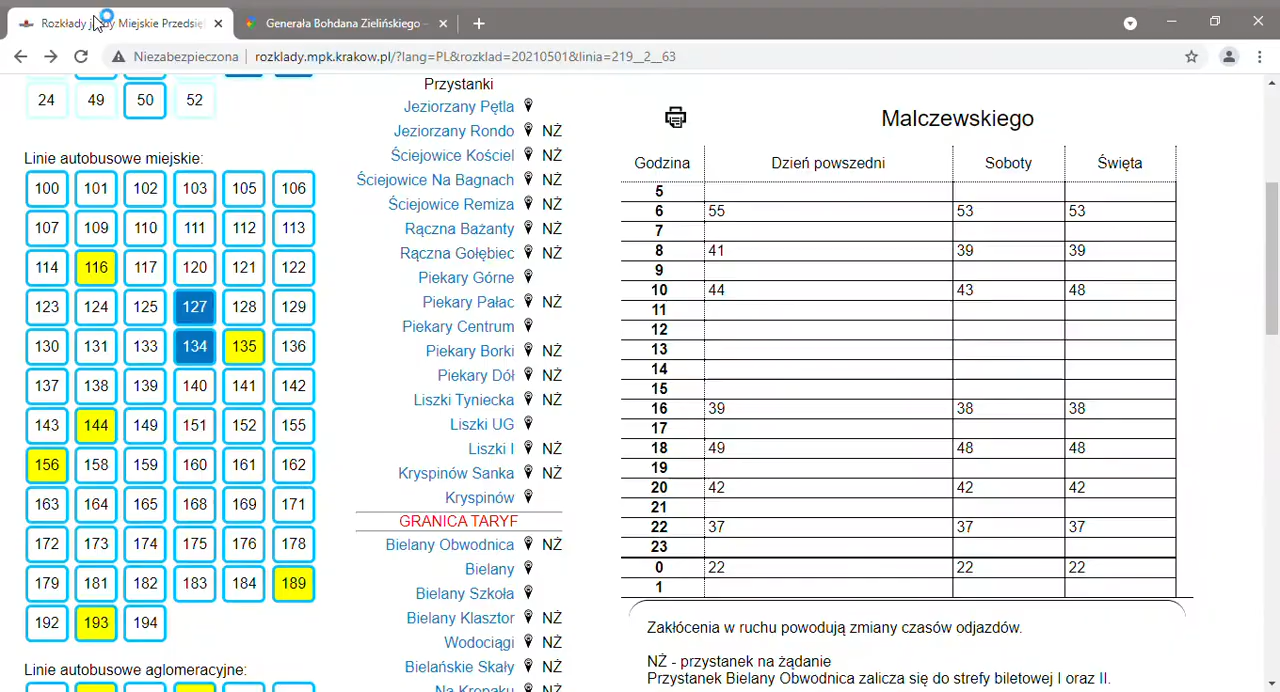 Rozkłady jazdy Miejskie Przedsię
Generała Bohdana Zielińskiego –
Niezabezpieczona
rozklady.mpk.krakow.pl/?lang=PL&rozklad=20210501&linia=219__2__63
24 49 50 52
Linie autobusowe miejskie:
100 101 102 103 105 106
107 109 110 111 112 113
114 116 117 120 121 122
123 124 125 127 128 129
130 131 133 134 135 136
137 138 139 140 141 142
143 144 149 151 152 155
156 158 159 160 161 162
163 164 165 168 169 171
172 173 174 175 176 178
179 181 182 183 184 189
192 193 194
Linie autobusowe aglomeracyjne:
Przystanki
Jeziorzany Pętla
Jeziorzany Rondo NŻ
Ściejowice Kościel NŻ
Ściejowice Na Bagnach NŻ
Ściejowice Remiza NŻ
Rączna Bażanty NŻ
Rączna Gołębiec NŻ
Piekary Górne
Piekary Pałac NŻ
Piekary Centrum
Piekary Borki NŻ
Piekary Dół NŻ
Liszki Tyniecka NŻ
Liszki UG
Liszki I NŻ
Kryspinów Sanka NŻ
Kryspinów
GRANICA TARYF
Bielany Obwodnica NŻ
Bielany
Bielany Szkoła
Bielany Klasztor NŻ
Wodociągi NŻ
Bielańskie Skały NŻ
Na Krępaku NŻ
Malczewskiego
Godzina Dzień powszedni Soboty Święta
5
6 55 53 53
7
8 41 39 39
9
10 44 43 48
11
12
13
14
15
16 39 38 38
17
18 49 48 48
19
20 42 42 42
21
22 37 37 37
23
0 22 22 22
1
Zakłócenia w ruchu powodują zmiany czasów odjazdów.
NŻ - przystanek na żądanie
Przystanek Bielany Obwodnica zalicza się do strefy biletowej I oraz II.